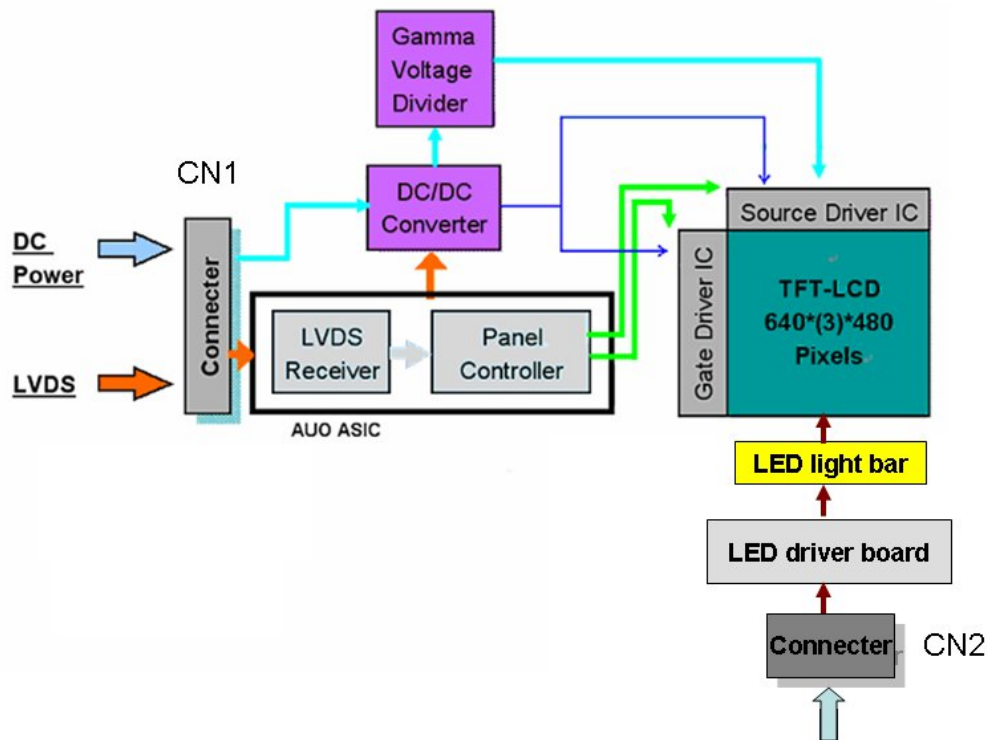 Gamma
Voltage
Divider
CN1
DC/DC
Converter
DC
Power
Connecter
LVDS
LVDS
Receiver
Panel
Controller
AUO ASIC
Source Driver IC
Gate Driver IC
TFT-LCD
640*(3)*480
Pixels
LED light bar
LED driver board
Connecter
CN2